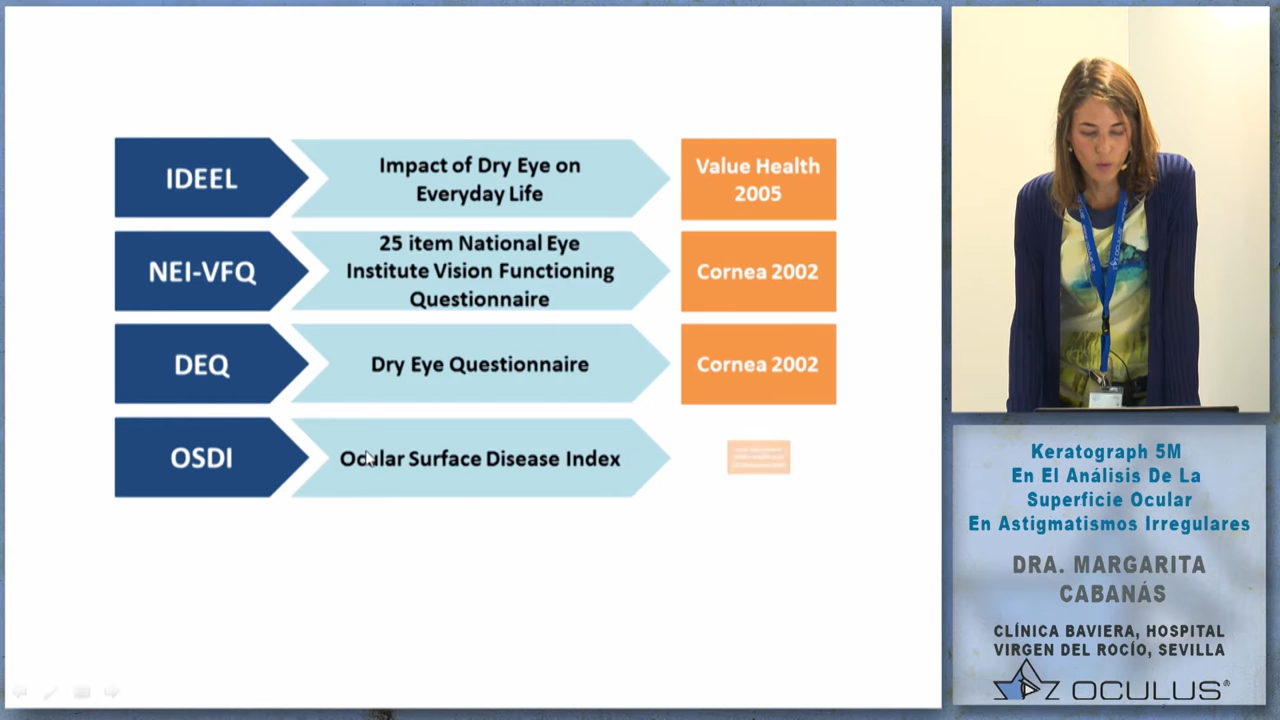 IDEEL
Impact of Dry Eye on
Everyday Life
Value Health
2005
NEI-VFQ
25 item National Eye
Institute Vision Functioning
Questionnaire
Cornea 2002
DEQ
Dry Eye Questionnaire
Cornea 2002
OSDI
Ocular Surface Disease Index
Keratograph 5M
En El Análisis De La
Superficie Ocular
En Astigmatismos Irregulares
DRA. MARGARITA
CABANÁS
CLÍNICA BAVIERA, HOSPITAL
VIRGEN DEL ROCÍO, SEVILLA
OCULUS®